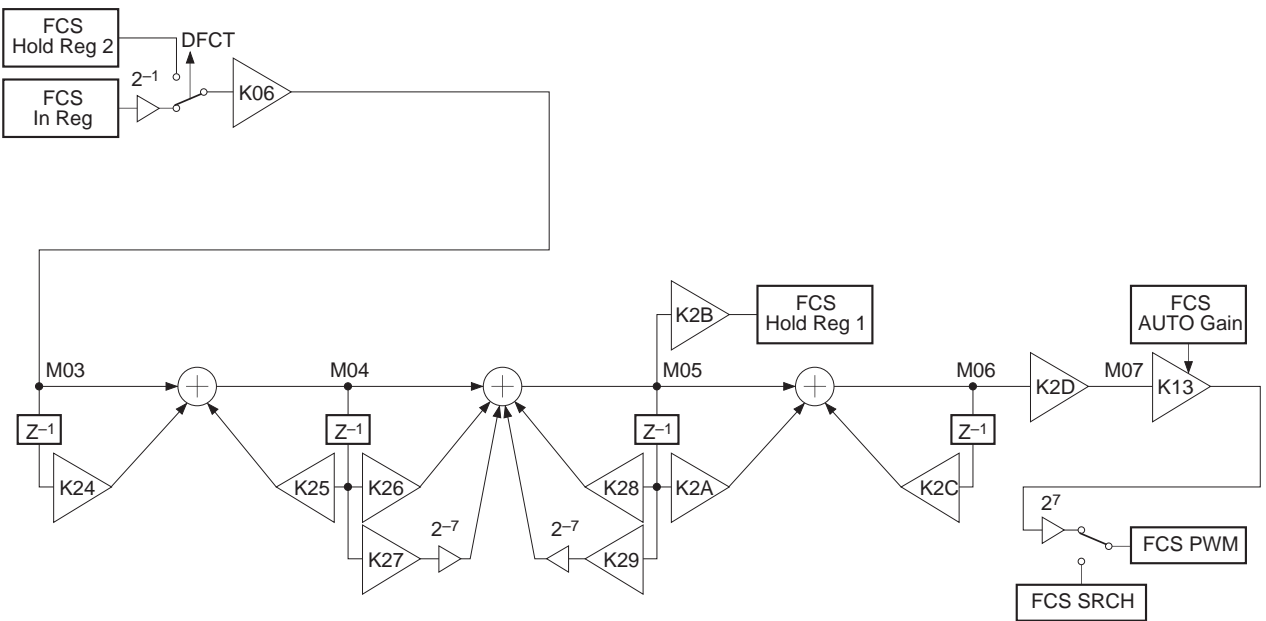 FCS
Hold Reg 2
DFCT
2–1
FCS
In Reg
K06
K2B
FCS
Hold Reg 1
FCS
AUTO Gain
M03
M04
M05
M06
M07
K2D
K13
Z–1
Z–1
Z–1
Z–1
K24
K25
K26
K28
K2A
K2C
K27
2–7
2–7
K29
27
FCS PWM
FCS SRCH